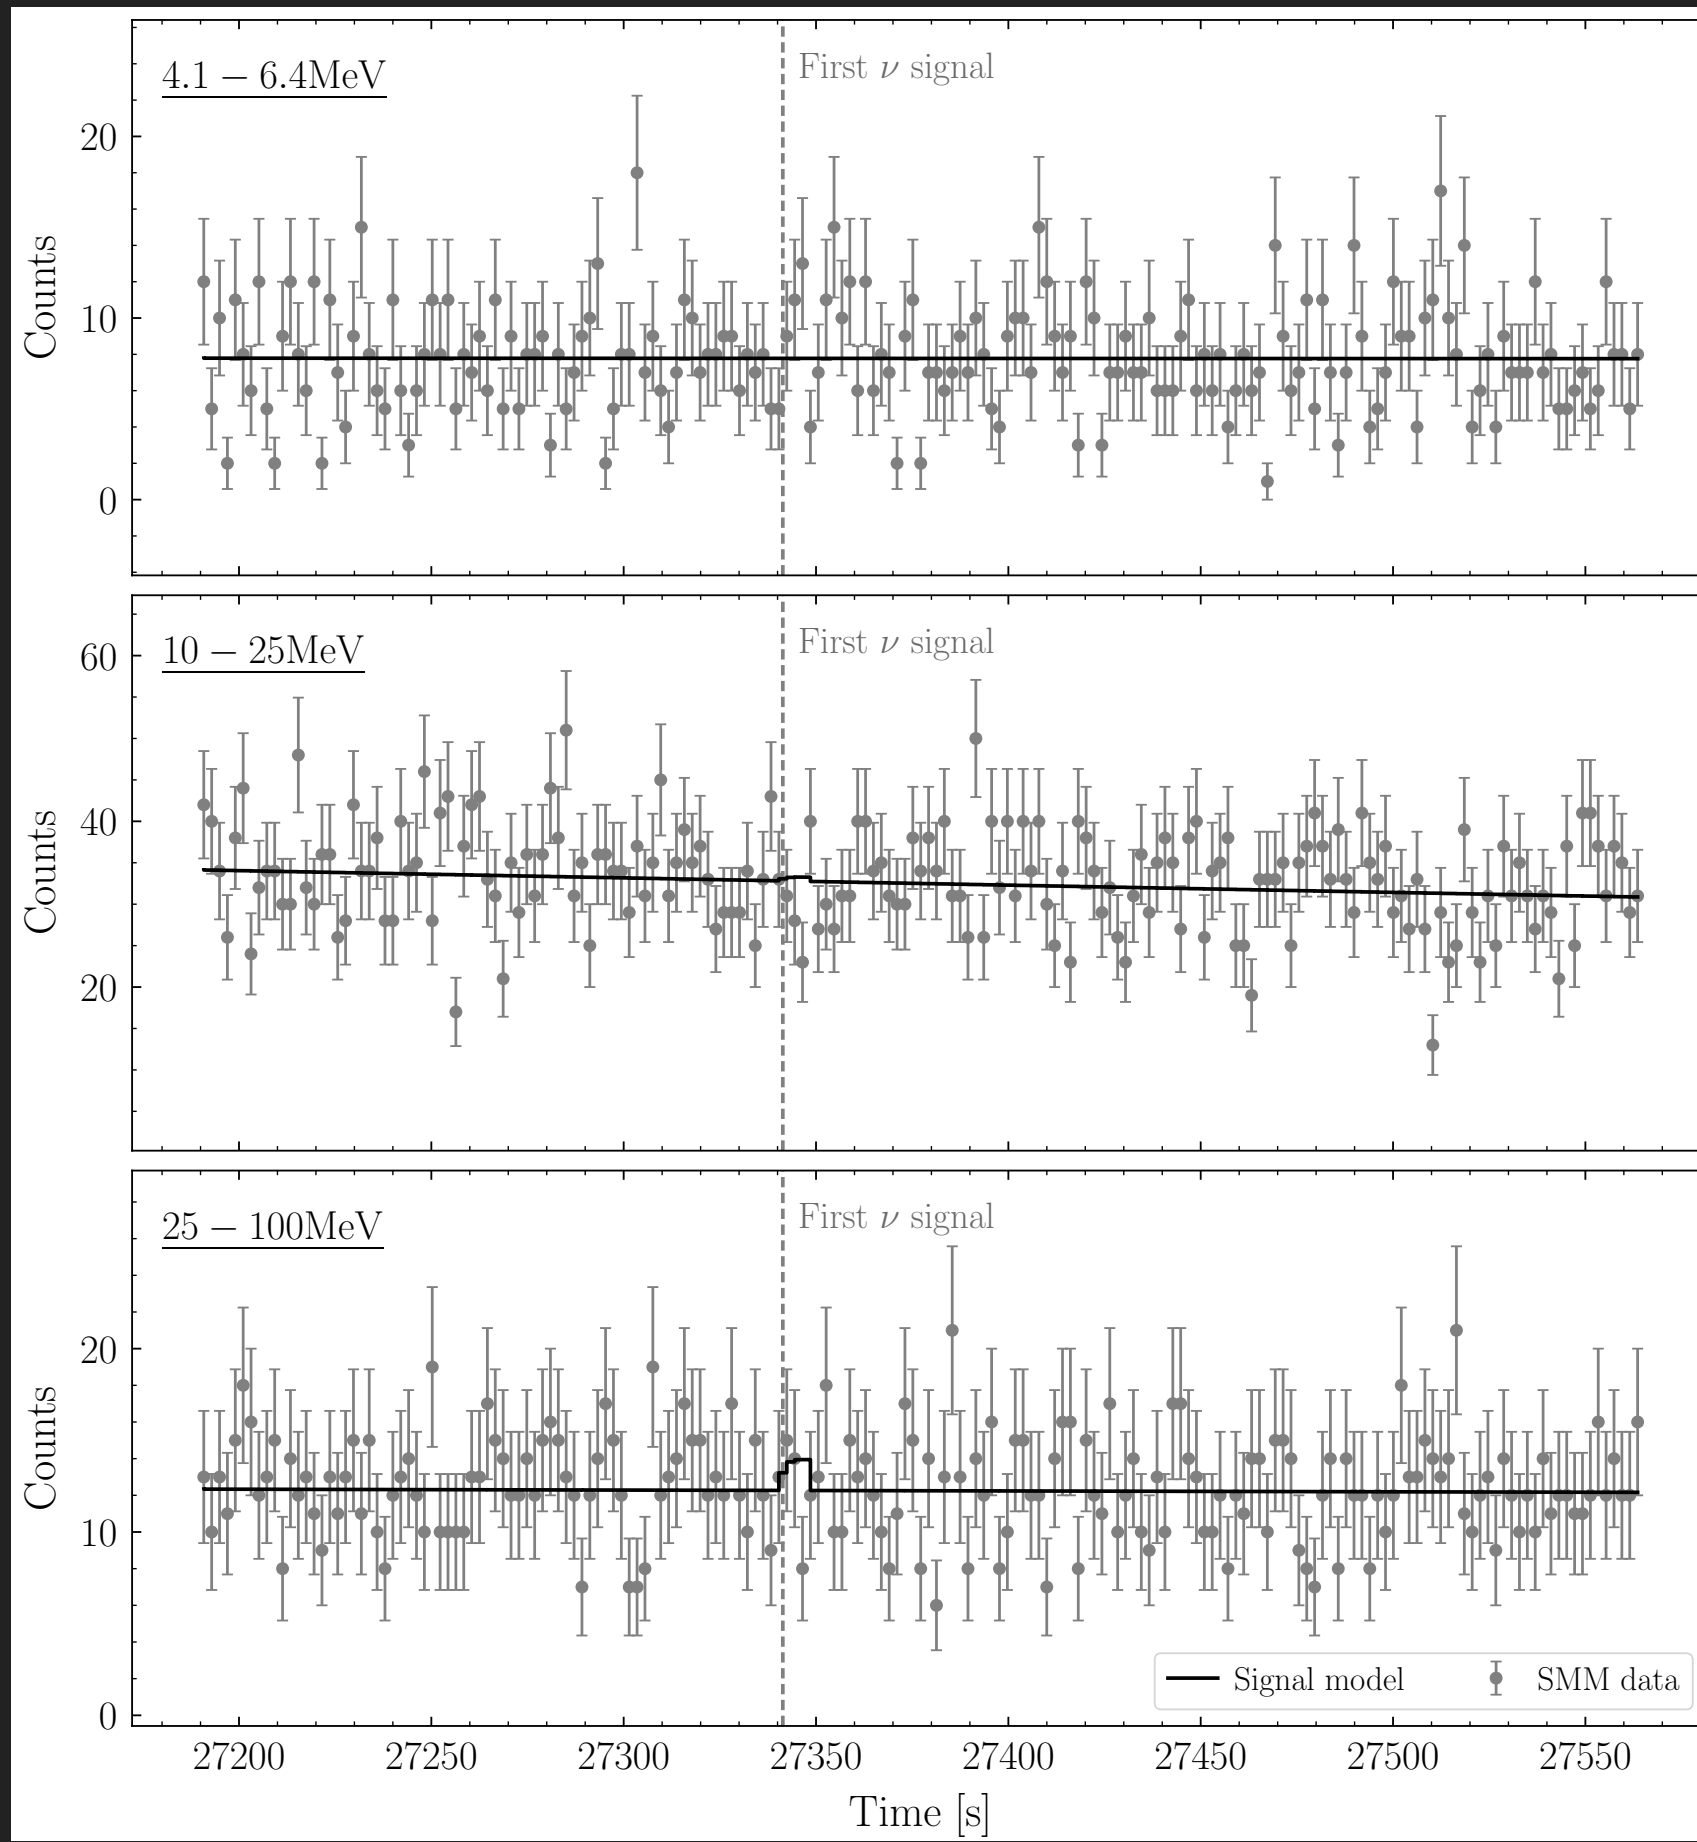 4.1 − 6.4MeV
First ν signal
20
10
0
Counts
10 − 25MeV
First ν signal
60
40
20
Counts
25 − 100MeV
First ν signal
20
10
0
Counts
Signal model
SMM data
27200 27250 27300 27350 27400 27450 27500 27550
Time [s]